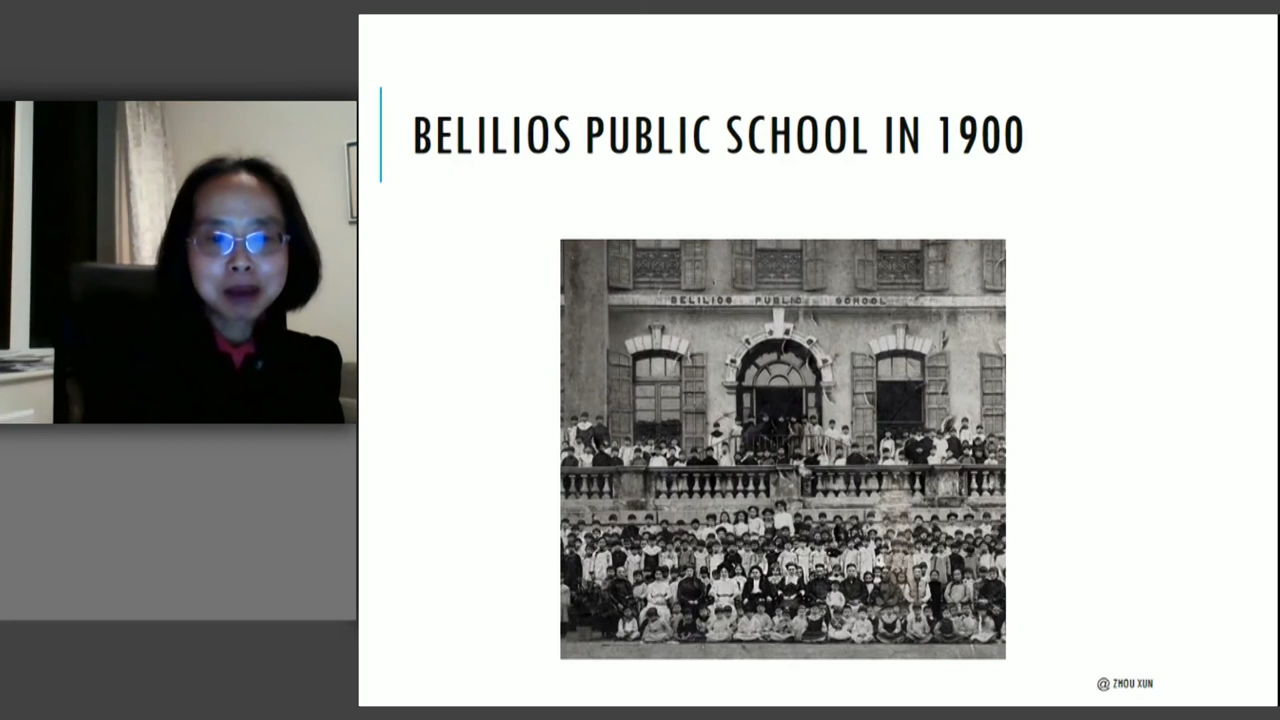 BELILIOS PUBLIC SCHOOL IN 1900
BELILIOS PUBLIC SCHOOL
@ ZHOU XUN